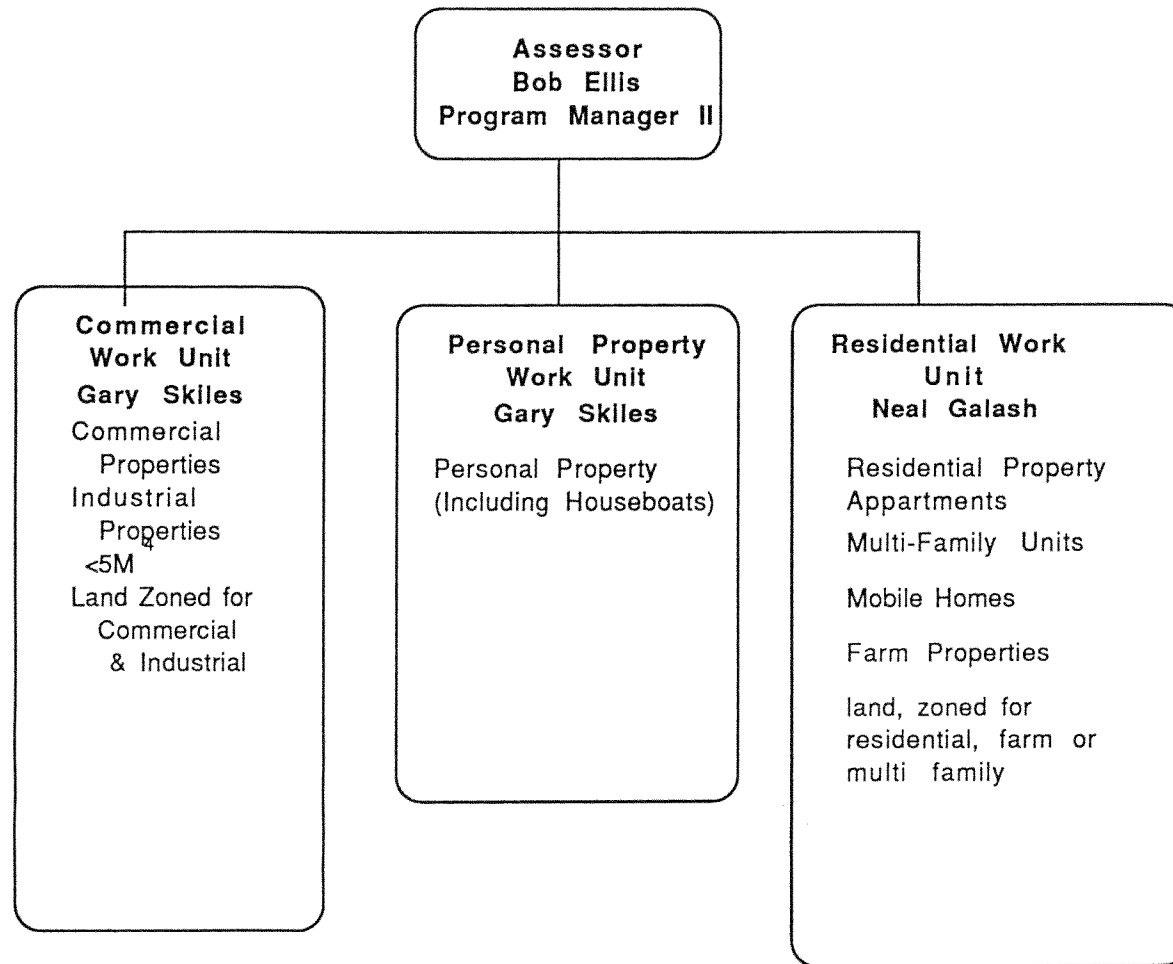 Assessor
Bob Ellis
Program Manager II
Commercial
Work Unit
Gary Skiles
Commercial
Properties
Industrial
Properties
<5M4
Land Zoned for
Commercial
& Industrial
Personal Property
Work Unit
Gary Skiles
Personal Property
(Including Houseboats)
Residential Work
Unit
Neal Galash
Residential Property
Appartments
Multi-Family Units
Mobile Homes
Farm Properties
land, zoned for
residential, farm or
multi family